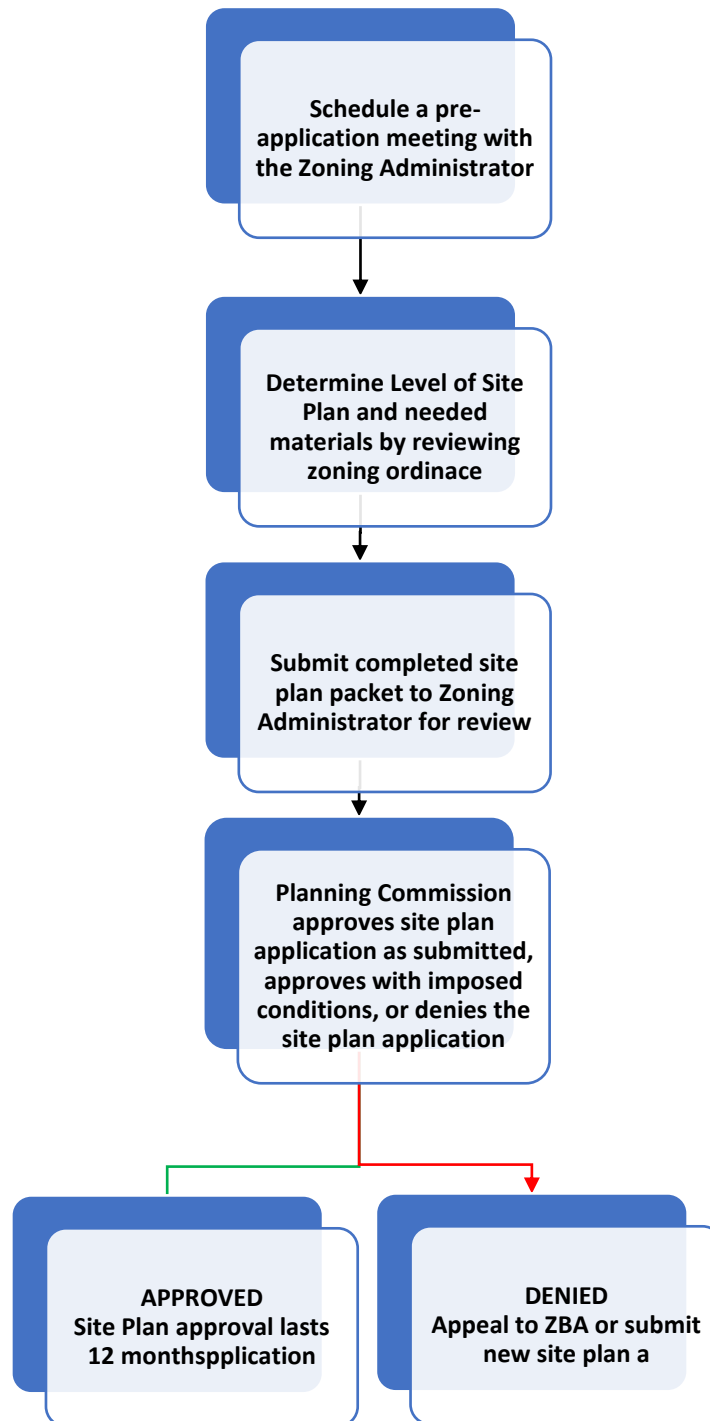 Schedule a pre-
application meeting with
the Zoning Administrator
Determine Level of Site
Plan and needed
materials by reviewing
zoning ordinace
Submit completed site
plan packet to Zoning
Administrator for review
Planning Commission
approves site plan
application as submitted,
approves with imposed
conditions, or denies the
site plan application
APPROVED
Site Plan approval lasts
12 monthspplication
DENIED
Appeal to ZBA or submit
new site plan a